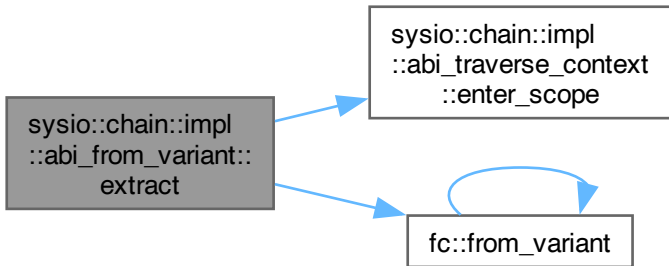 sysio::chain::impl
::abi_from_variant::
extract
sysio::chain::impl
::abi_traverse_context
::enter_scope
fc::from_variant